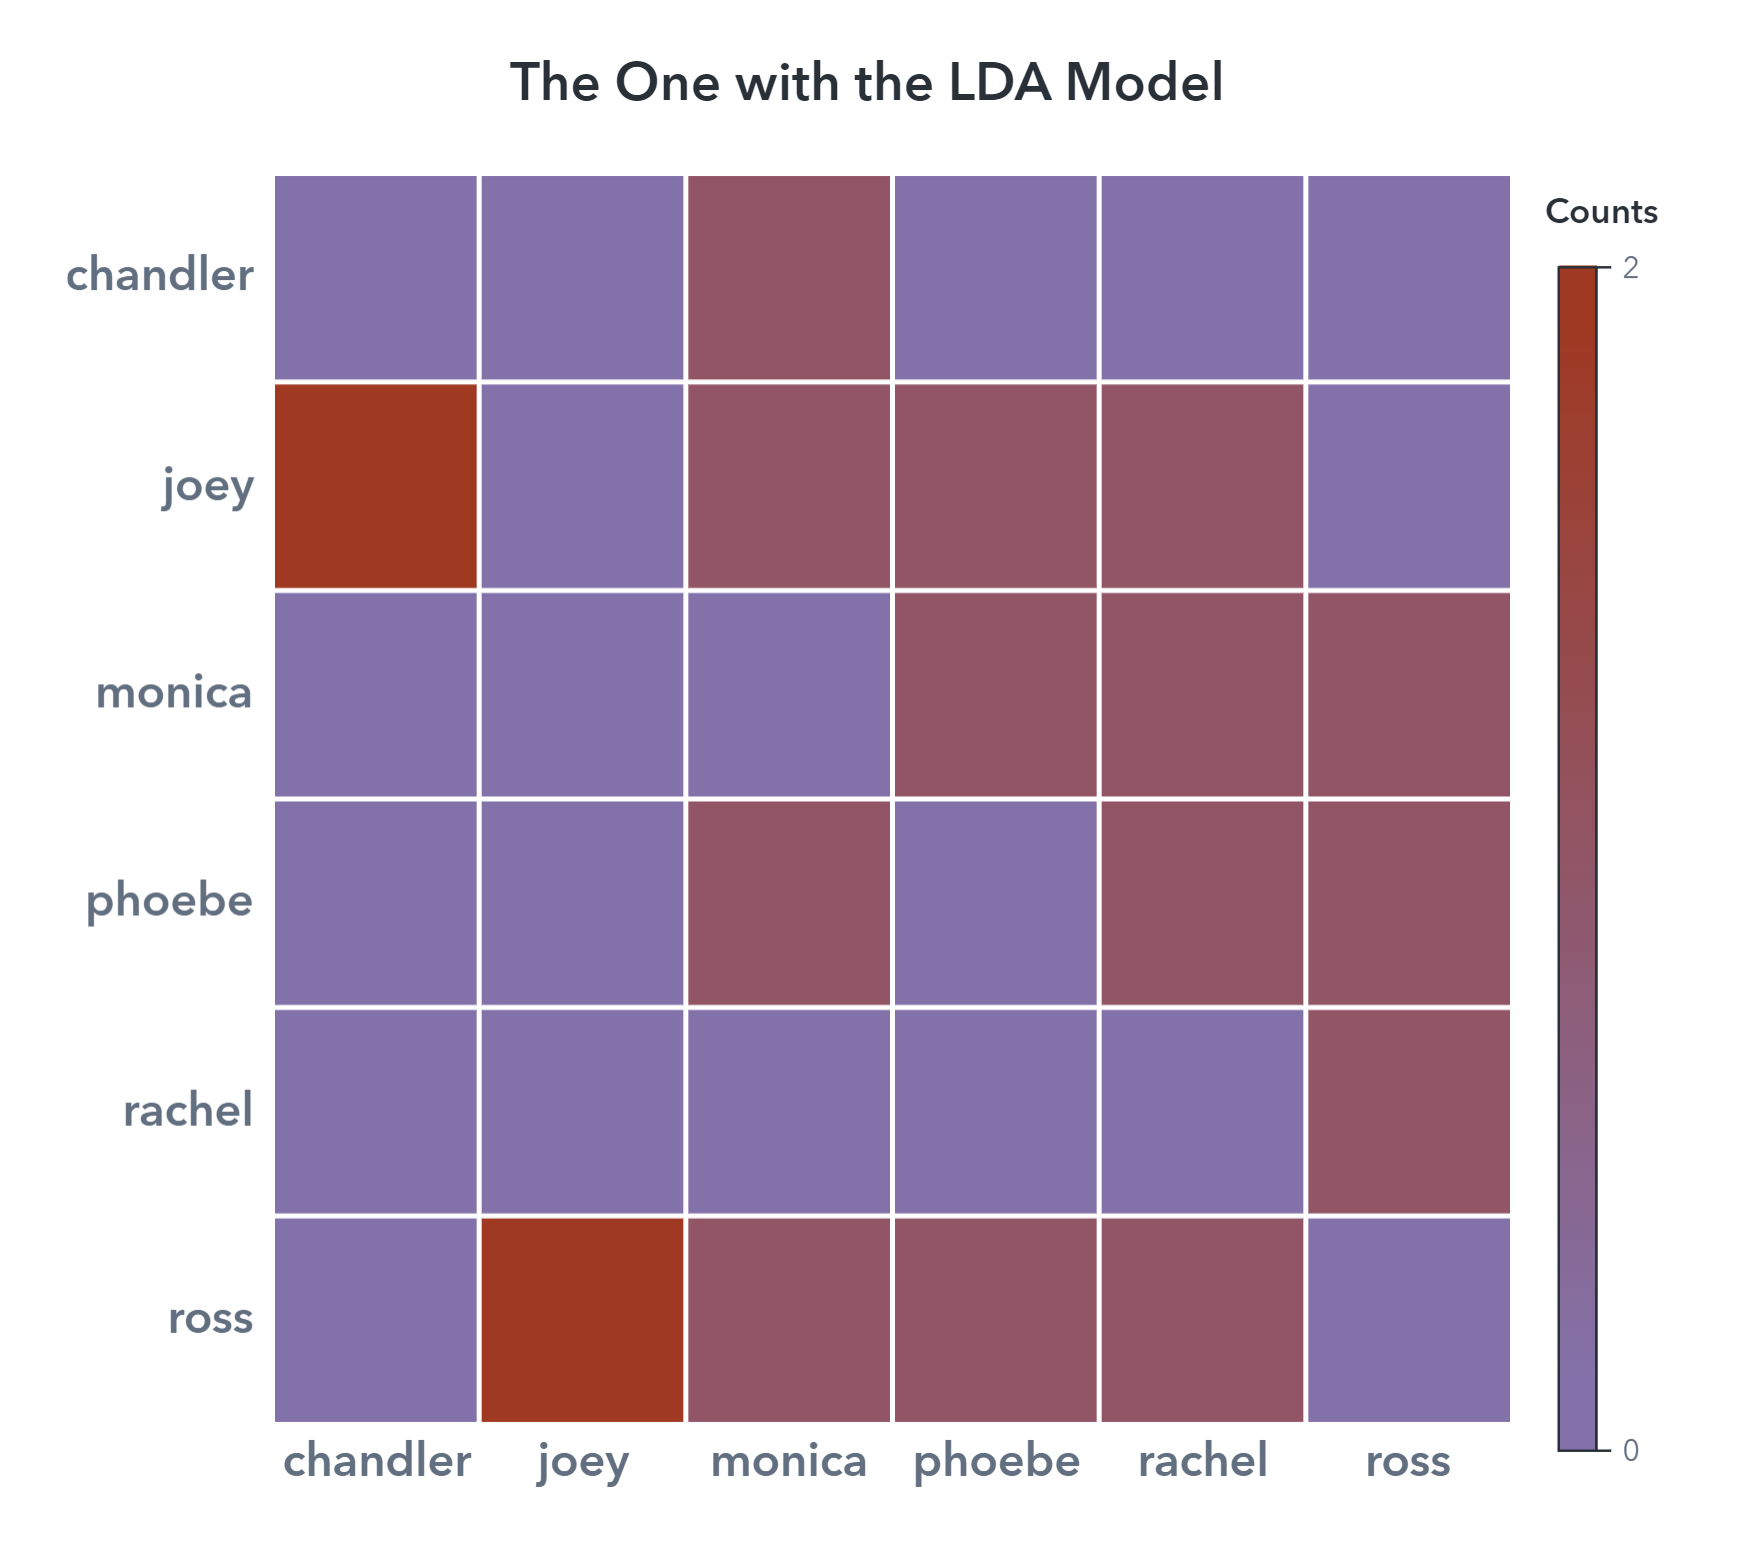 The One with the LDA Model
Counts
2
chandler
joey
monica
phoebe
rachel
ross
0
chandler joey monica phoebe rachel ross